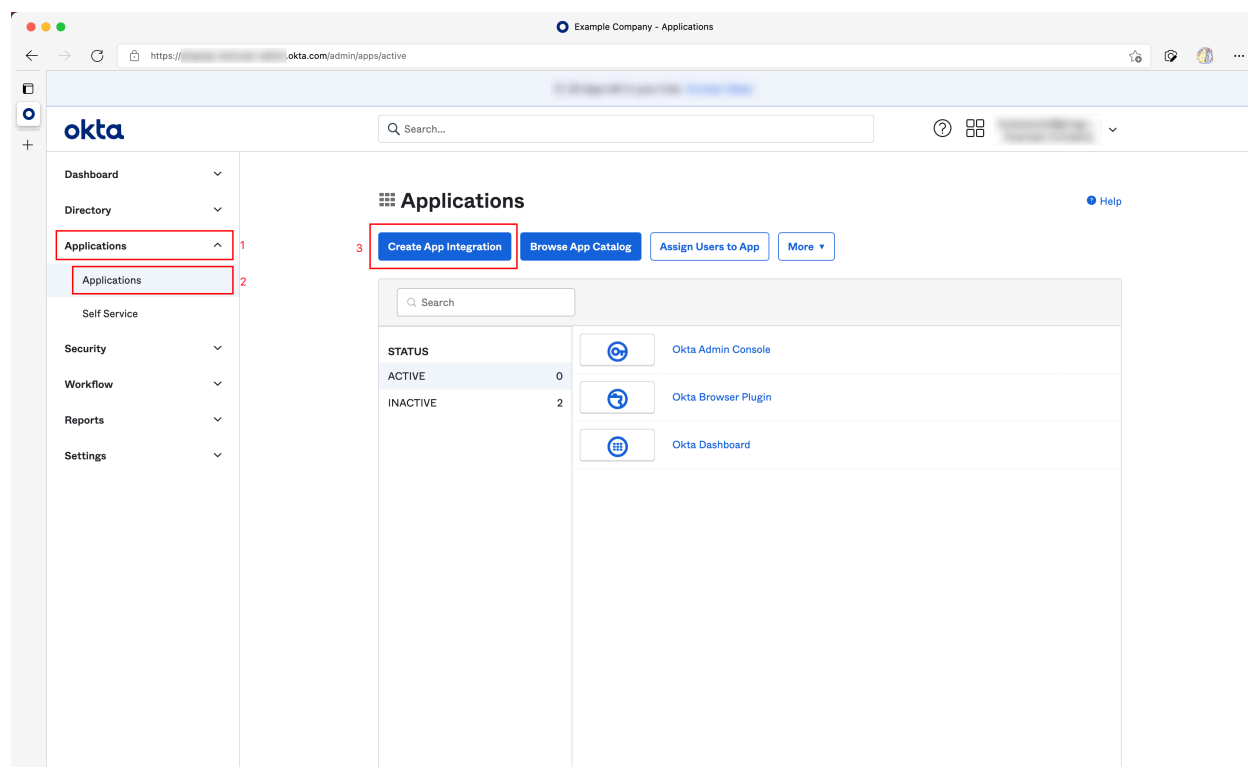 Example Company - Applications
https:// .okta.com/admin/apps/active
okta
Search...
Dashboard
Directory
Applications 1
Applications 2
Self Service
Security
Workflow
Reports
Settings
Applications
Help
3 Create App Integration Browse App Catalog Assign Users to App More
Search
STATUS
ACTIVE 0
INACTIVE 2
Okta Admin Console
Okta Browser Plugin
Okta Dashboard